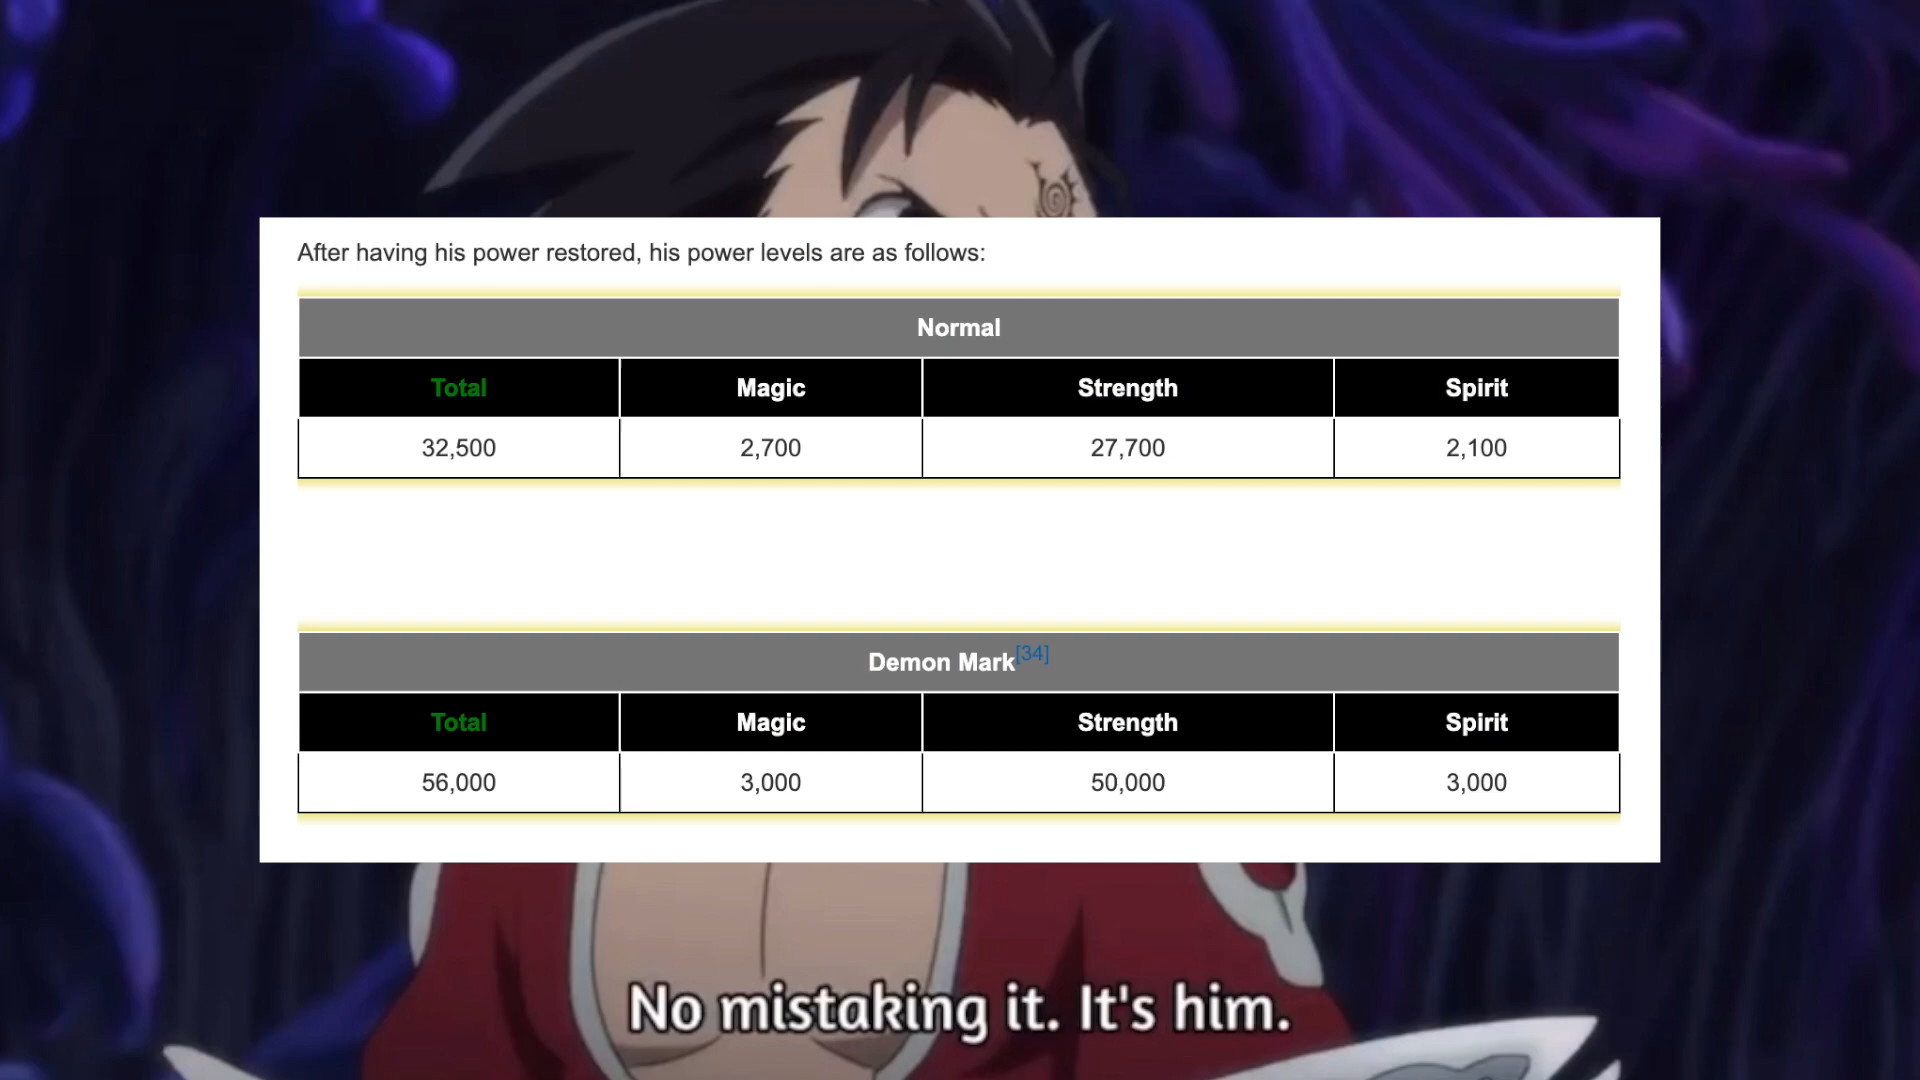 After having his power restored, his power levels are as follows:
Normal
Total Magic Strength Spirit
32,500 2,700 27,700 2,100
Demon Mark[34]
Total Magic Strength Spirit
56,000 3,000 50,000 3,000
No mistaking it. It's him.